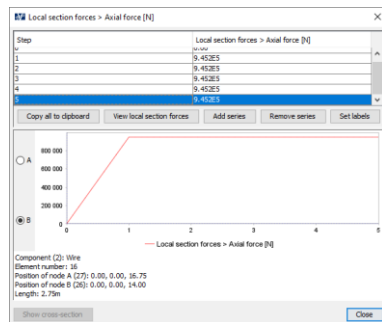 Local section forces > Axial force [N]
Step Local section forces > Axial force [N]
0 0.00
1 9.452E5
2 9.452E5
3 9.452E5
4 9.452E5
5 9.452E5
Copy all to clipboard View local section forces Add series Remove series Set labels
A
B
800 000
600 000
400 000
200 000
0
0 1 2 3 4 5
Local section forces > Axial force [N]
Component (2): Wire
Element number: 16
Position of node A (27): 0.00, 0.00, 16.75
Position of node B (26): 0.00, 0.00, 14.00
Length: 2.75m
Show cross-section Close